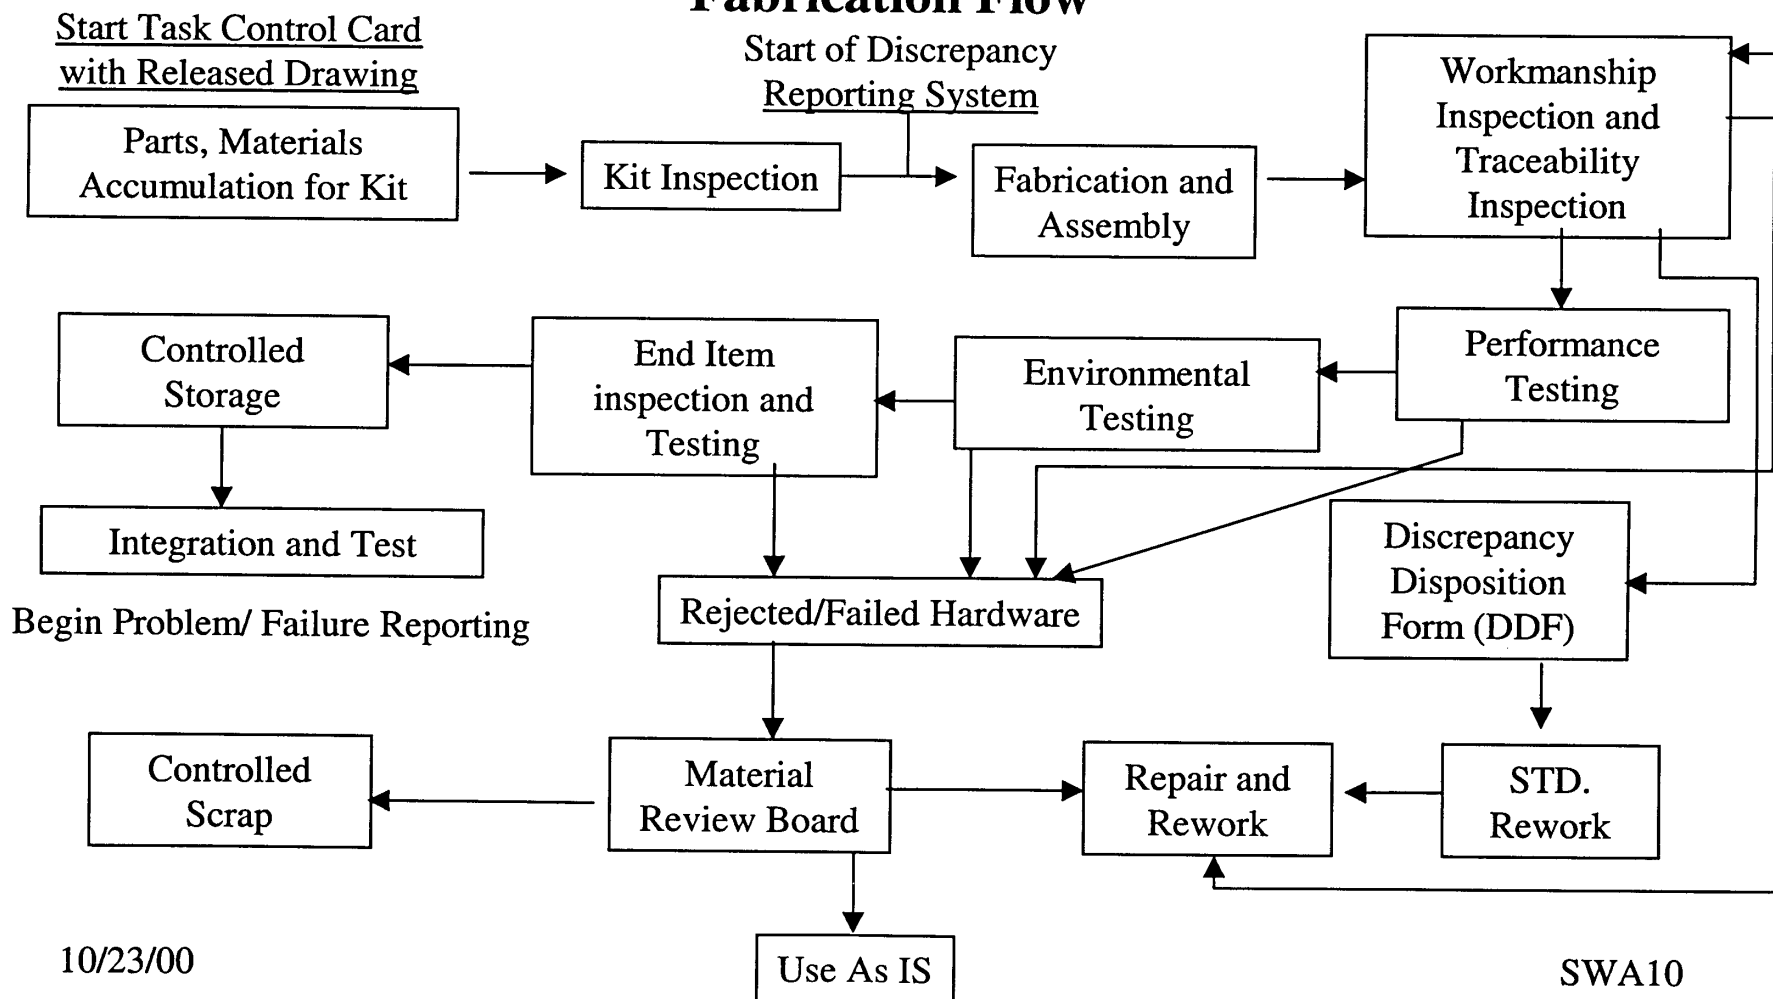 Fabrication Flow
Start Task Control Card
with Released Drawing
Start of Discrepancy
Reporting System
Parts, Materials
Accumulation for Kit
Kit Inspection
Fabrication and
Assembly
Workmanship
Inspection and
Traceability
Inspection
Controlled
Storage
End Item
inspection and
Testing
Environmental
Testing
Performance
Testing
Integration and Test
Begin Problem/ Failure Reporting
Rejected/Failed Hardware
Discrepancy
Disposition
Form (DDF)
Controlled
Scrap
Material
Review Board
Repair and
Rework
STD.
Rework
Use As IS
10/23/00
SWA10